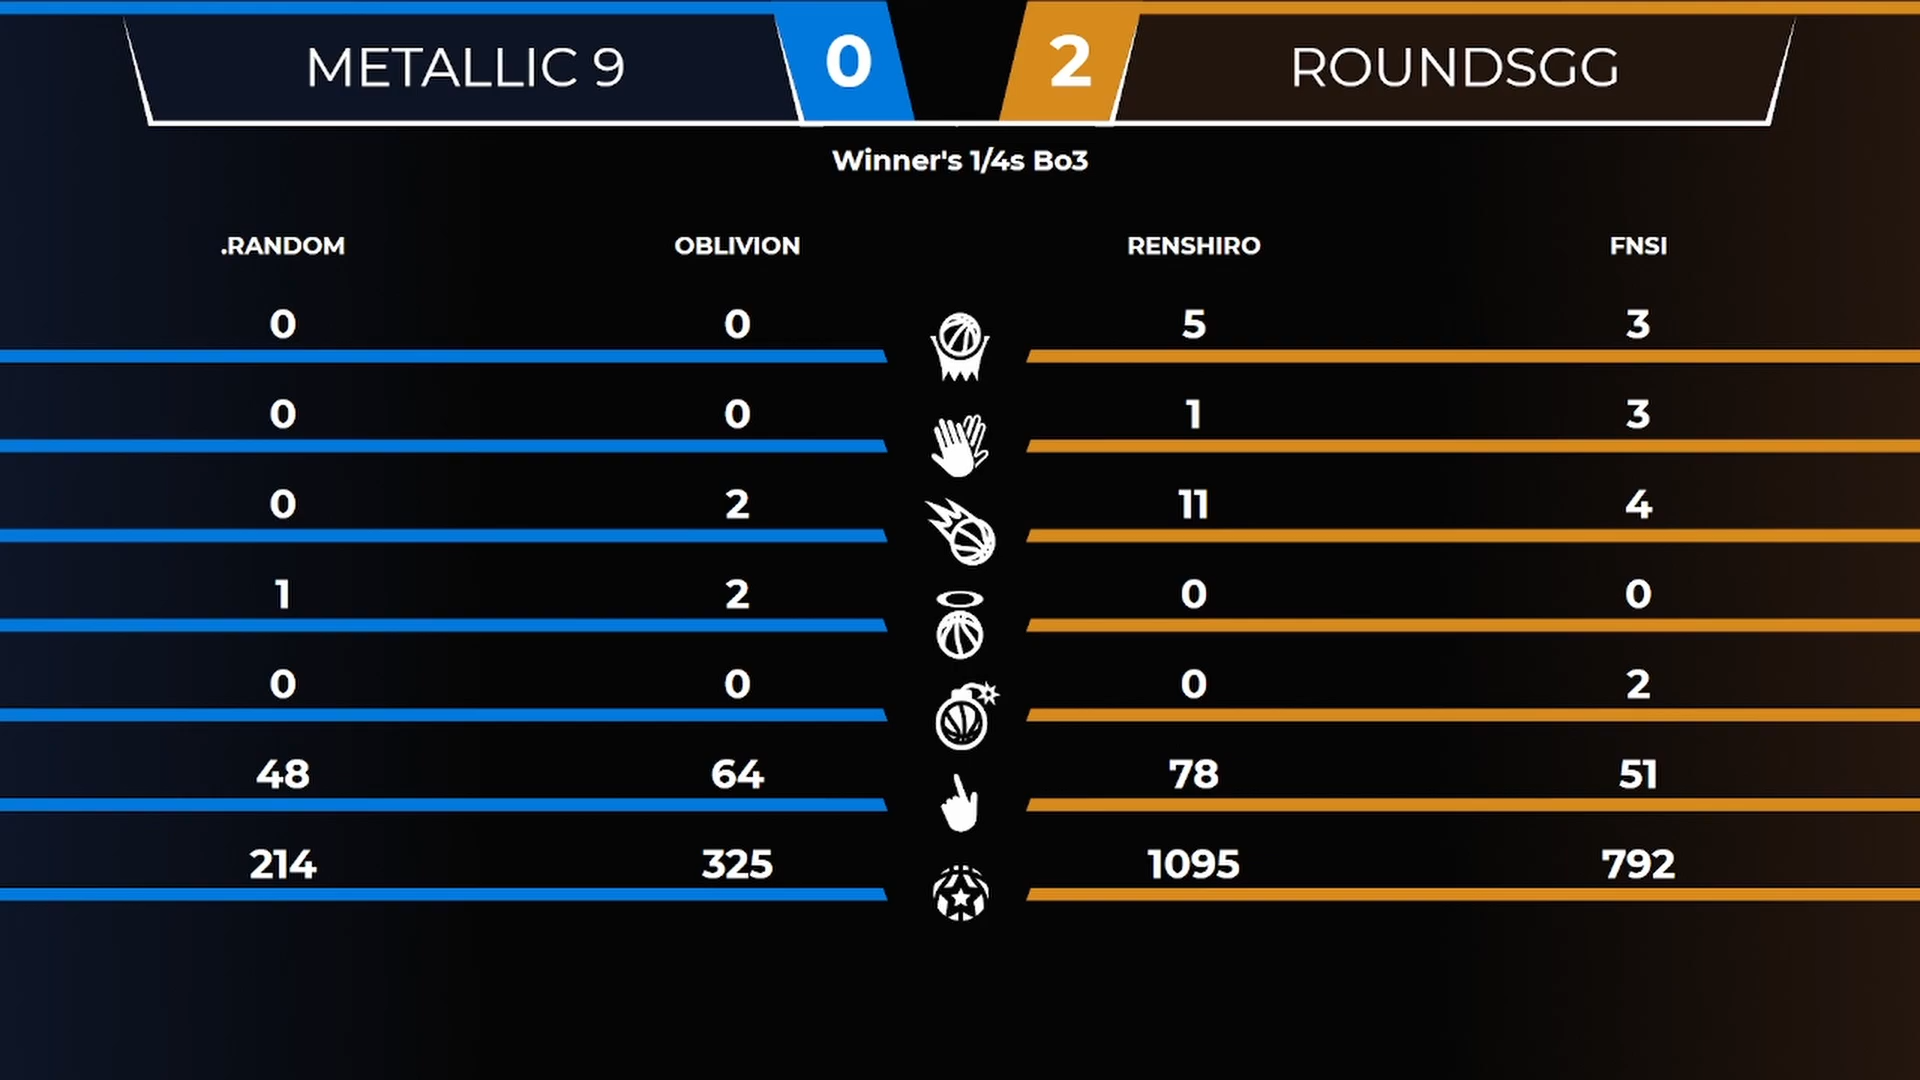 METALLIC 9 0 2 ROUNDSGG
Winner's 1/4s Bo3
.RANDOM OBLIVION RENSHIRO FNSI
0 0 5 3
0 0 1 3
0 2 11 4
1 2 0 0
0 0 0 2
48 64 78 51
214 325 1095 792